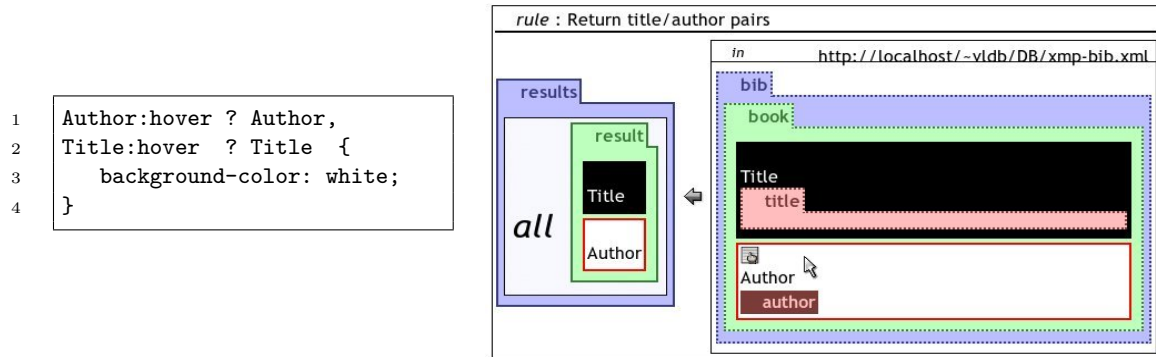 1 Author:hover ? Author,
2 Title:hover ? Title {
3 background-color: white;
4 }
rule : Return title/author pairs
in http://localhost/~vldb/DB/xmp-bib.xml
results
result
all
Title
Author
bib
book
Title
title
Author
author